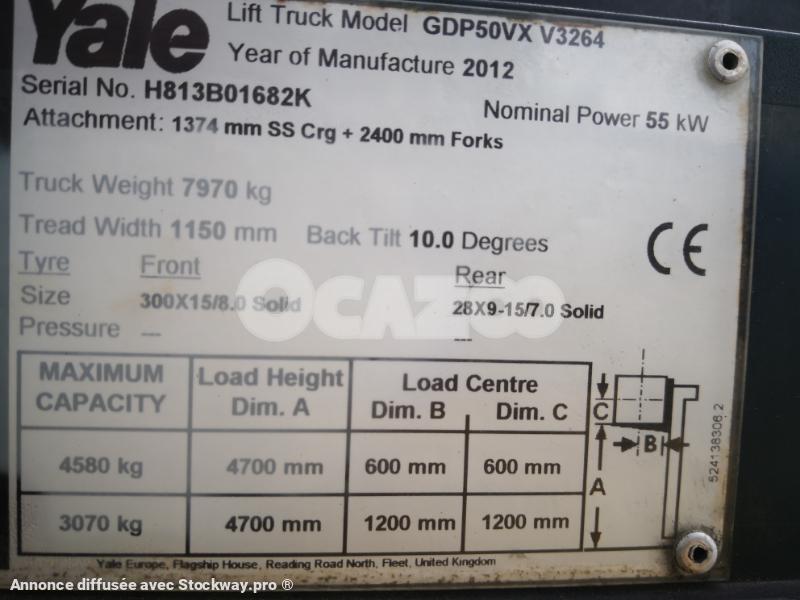 Yale
Lift Truck Model GDP50VX V3264
Year of Manufacture 2012
Serial No. H813B01682K
Nominal Power 55 kW
Attachment: 1374 mm SS Crg + 2400 mm Forks
Truck Weight 7970 kg
Tread Width 1150 mm Back Tilt 10.0 Degrees
CE
Tyre Front Rear
Size 300X15/8.0 Solid 28X9-15/7.0 Solid
Pressure --- ---
OCAZOO
MAXIMUM CAPACITY Load Height Dim. A Load Centre
Dim. B Dim. C
4580 kg 4700 mm 600 mm 600 mm
3070 kg 4700 mm 1200 mm 1200 mm
C
B
A
524138306 2
Yale Europe, Flagship House, Reading Road North, Fleet, United Kingdom
Annonce diffusée avec Stockway.pro ®